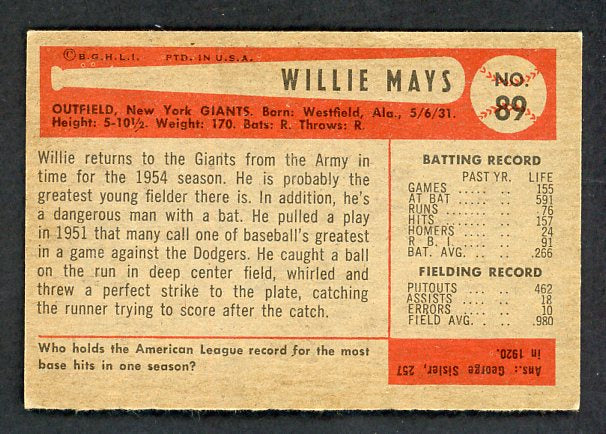 ©B.G.H.L.I. PTD. IN U.S.A.
WILLIE MAYS
NO. 89
OUTFIELD, New York GIANTS. Born: Westfield, Ala., 5/6/31.
Height: 5-10½. Weight: 170. Bats: R. Throws: R.
Willie returns to the Giants from the Army in
time for the 1954 season. He is probably the
greatest young fielder there is. In addition, he's
a dangerous man with a bat. He pulled a play
in 1951 that many call one of baseball's greatest
in a game against the Dodgers. He caught a ball
on the run in deep center field, whirled and
threw a perfect strike to the plate, catching
the runner trying to score after the catch.
BATTING RECORD
PAST YR. LIFE
GAMES 155
AT BAT 591
RUNS 76
HITS 157
HOMERS 24
R. B. I. 91
BAT. AVG. .266
FIELDING RECORD
PUTOUTS 462
ASSISTS 18
ERRORS 10
FIELD AVG. .980
Who holds the American League record for the most
base hits in one season?
Ans.: George Sisler, 257
in 1920.